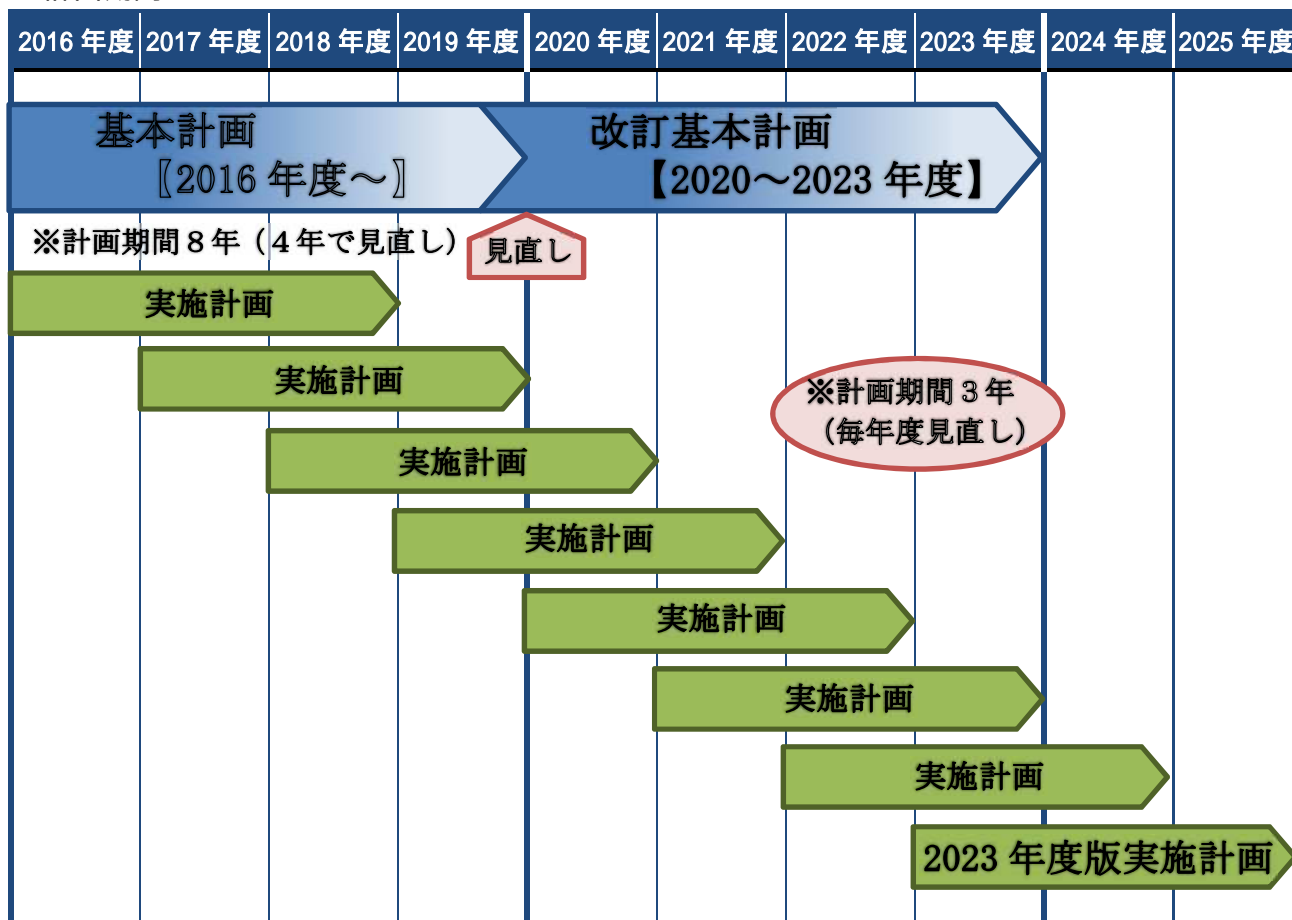 2016 年度 2017 年度 2018 年度 2019 年度 2020 年度 2021 年度 2022 年度 2023 年度 2024 年度 2025 年度
基本計画
〖2016 年度～〗
改訂基本計画
【2020～2023 年度】
※計画期間８年（４年で見直し）
見直し
実施計画
実施計画
※計画期間３年
（毎年度見直し）
実施計画
実施計画
実施計画
実施計画
実施計画
2023 年度版実施計画